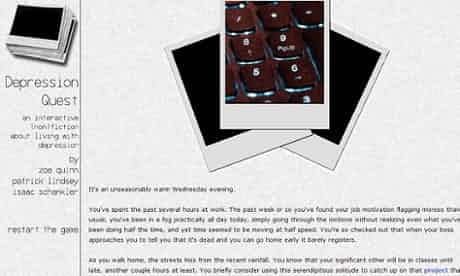 Depression
Quest
an interactive
(non)fiction
about living with
depression
by
zoe quinn
patrick lindsey
isaac schankler
restart the game
9
9
PgUp
5
6
It's an unseasonably warm Wednesday evening.
You've spent the past several hours at work. The past week or so you've found your job motivation flagging moreso than
usual; you've been in a fog practically all day today, simply going through the motions without realizing even what you've
been doing half the time, and yet time seemed to be moving at half speed. You're so checked out that when your boss
approaches you to tell you that it's dead and you can go home early it barely registers.
As you walk home, the streets hiss from the recent rainfall. You know that your significant other will be in classes until
late, another couple hours at least. You briefly consider using the serendipitous solitude to catch up on that project